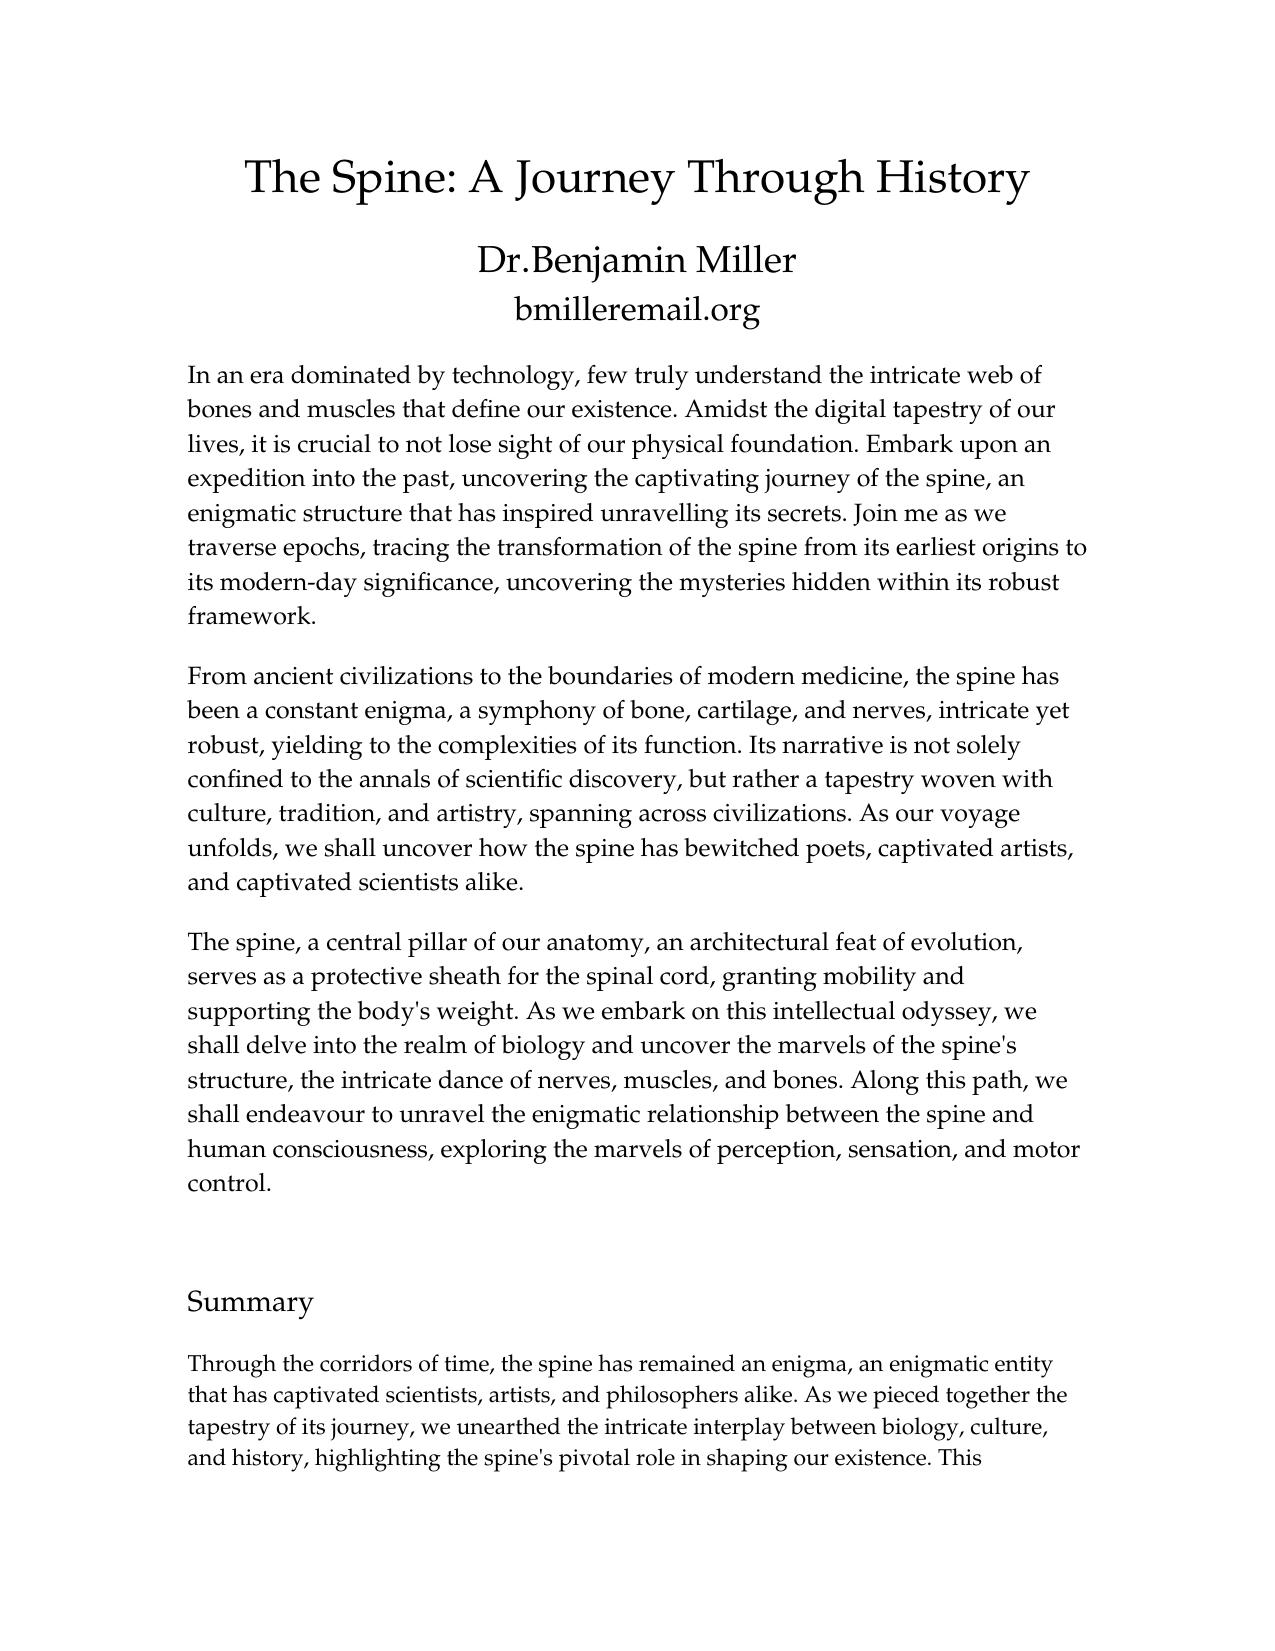 The Spine: A Journey Through History
Dr.Benjamin Miller
bmilleremail.org
In an era dominated by technology, few truly understand the intricate web of
bones and muscles that define our existence. Amidst the digital tapestry of our
lives, it is crucial to not lose sight of our physical foundation. Embark upon an
expedition into the past, uncovering the captivating journey of the spine, an
enigmatic structure that has inspired unravelling its secrets. Join me as we
traverse epochs, tracing the transformation of the spine from its earliest origins to
its modern-day significance, uncovering the mysteries hidden within its robust
framework.
From ancient civilizations to the boundaries of modern medicine, the spine has
been a constant enigma, a symphony of bone, cartilage, and nerves, intricate yet
robust, yielding to the complexities of its function. Its narrative is not solely
confined to the annals of scientific discovery, but rather a tapestry woven with
culture, tradition, and artistry, spanning across civilizations. As our voyage
unfolds, we shall uncover how the spine has bewitched poets, captivated artists,
and captivated scientists alike.
The spine, a central pillar of our anatomy, an architectural feat of evolution,
serves as a protective sheath for the spinal cord, granting mobility and
supporting the body's weight. As we embark on this intellectual odyssey, we
shall delve into the realm of biology and uncover the marvels of the spine's
structure, the intricate dance of nerves, muscles, and bones. Along this path, we
shall endeavour to unravel the enigmatic relationship between the spine and
human consciousness, exploring the marvels of perception, sensation, and motor
control.
Summary
Through the corridors of time, the spine has remained an enigma, an enigmatic entity
that has captivated scientists, artists, and philosophers alike. As we pieced together the
tapestry of its journey, we unearthed the intricate interplay between biology, culture,
and history, highlighting the spine's pivotal role in shaping our existence. This